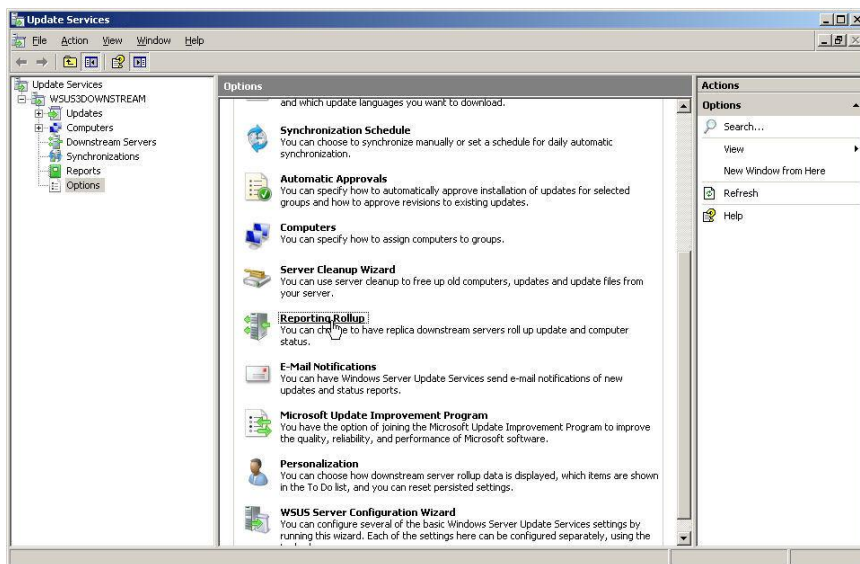 Update Services
File Action View Window Help
Update Services
WSUS3DOWNSTREAM
Updates
Computers
Downstream Servers
Synchronizations
Reports
Options
Options
and which update languages you want to download.
Synchronization Schedule
You can choose to synchronize manually or set a schedule for daily automatic
synchronization.
Automatic Approvals
You can specify how to automatically approve installation of updates for selected
groups and how to approve revisions to existing updates.
Computers
You can specify how to assign computers to groups.
Server Cleanup Wizard
You can use server cleanup to free up old computers, updates and update files from
your server.
Reporting Rollup
You can to have replica downstream servers roll up update and computer
status.
E-Mail Notifications
You can have Windows Server Update Services send e-mail notifications of new
updates and status reports.
Microsoft Update Improvement Program
You have the option of joining the Microsoft Update Improvement Program to improve
the quality, reliability, and performance of Microsoft software.
Personalization
You can choose how downstream server rollup data is displayed, which items are shown
in the To Do list, and you can reset persisted settings.
WSUS Server Configuration Wizard
You can configure several of the basic Windows Server Update Services settings by
running this wizard. Each of the settings here can be configured separately, using the
Actions
Options
Search...
View
New Window from Here
Refresh
Help